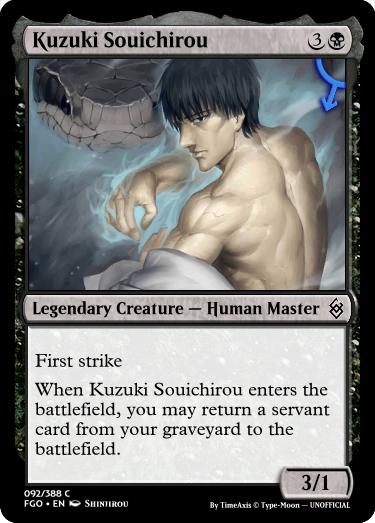 Kuzuki Souichirou 3
Legendary Creature — Human Master
First strike
When Kuzuki Souichirou enters the
battlefield, you may return a servant
card from your graveyard to the
battlefield.
3/1
092/388 C
FGO • EN SHINJIROU
By TimeAxis © Type-Moon — UNOFFICIAL